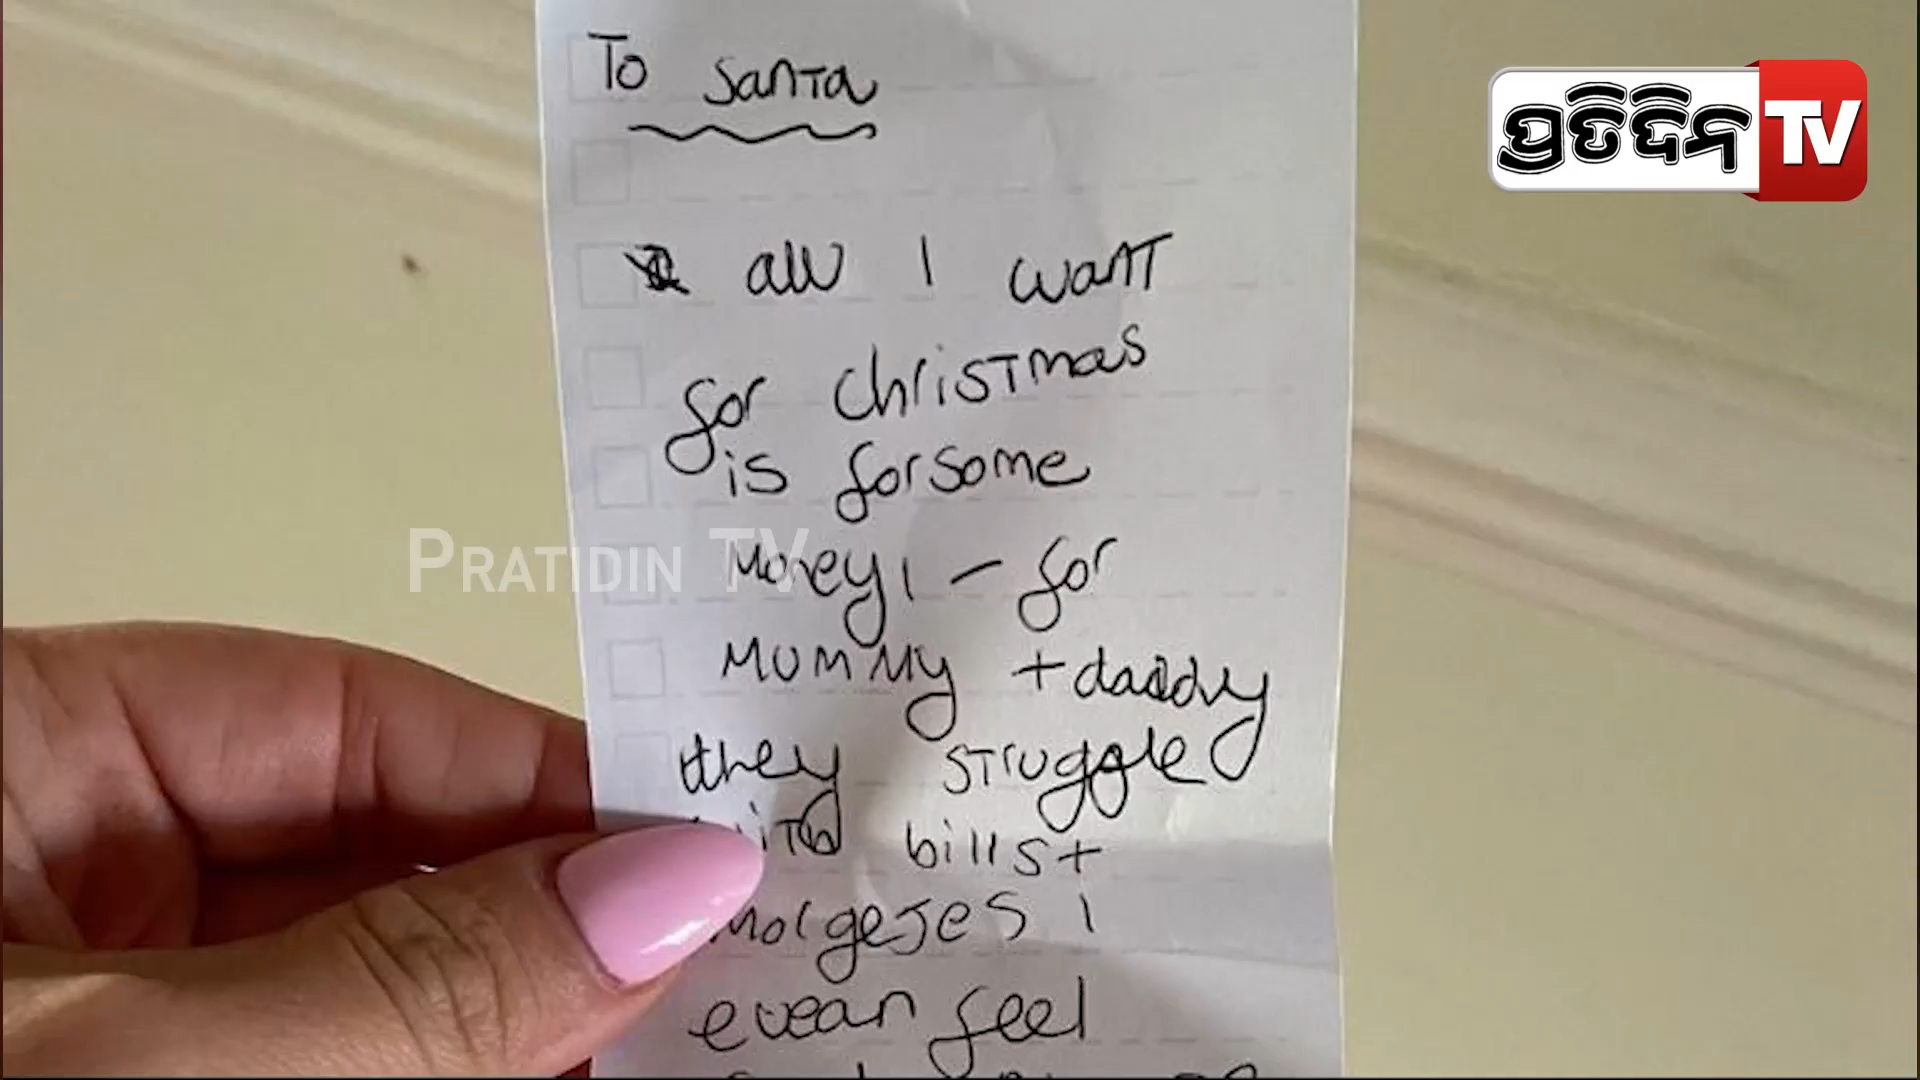 To Santa
ପ୍ରତିଦିନ TV
all I want
for christmas
is forsome
Money, - for
PRATIDIN TV
Mummy + daddy
they struggle
bills +
morgeges i
evean feel